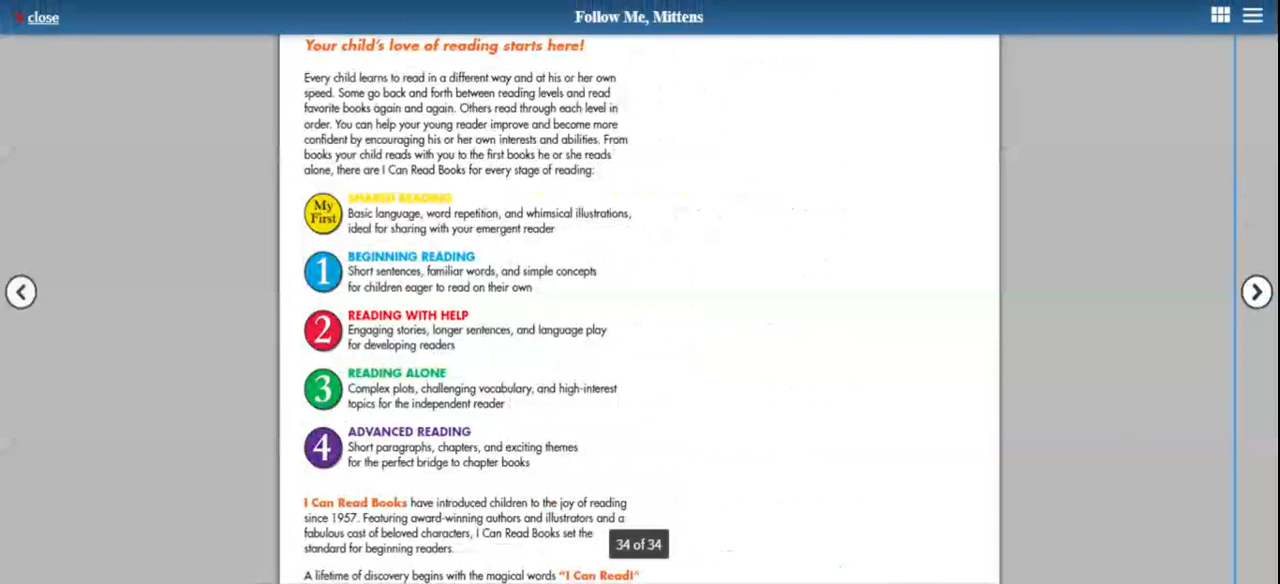 close
Follow Me, Mittens
Your child's love of reading starts here!
Every child learns to read in a different way and at his or her own
speed. Some go back and forth between reading levels and read
favorite books again and again. Others read through each level in
order. You can help your young reader improve and become more
confident by encouraging his or her own interests and abilities. From
books your child reads with you to the first books he or she reads
alone, there are I Can Read Books for every stage of reading:
My
First
SHARED READING
Basic language, word repetition, and whimsical illustrations,
ideal for sharing with your emergent reader
1
BEGINNING READING
Short sentences, familiar words, and simple concepts
for children eager to read on their own
2
READING WITH HELP
Engaging stories, longer sentences, and language play
for developing readers
3
READING ALONE
Complex plots, challenging vocabulary, and high-interest
topics for the independent reader
4
ADVANCED READING
Short paragraphs, chapters, and exciting themes
for the perfect bridge to chapter books
I Can Read Books have introduced children to the joy of reading
since 1957. Featuring award-winning authors and illustrators and a
fabulous cast of beloved characters, I Can Read Books set the
standard for beginning readers.
34 of 34
A lifetime of discovery begins with the magical words "I Can Read!"